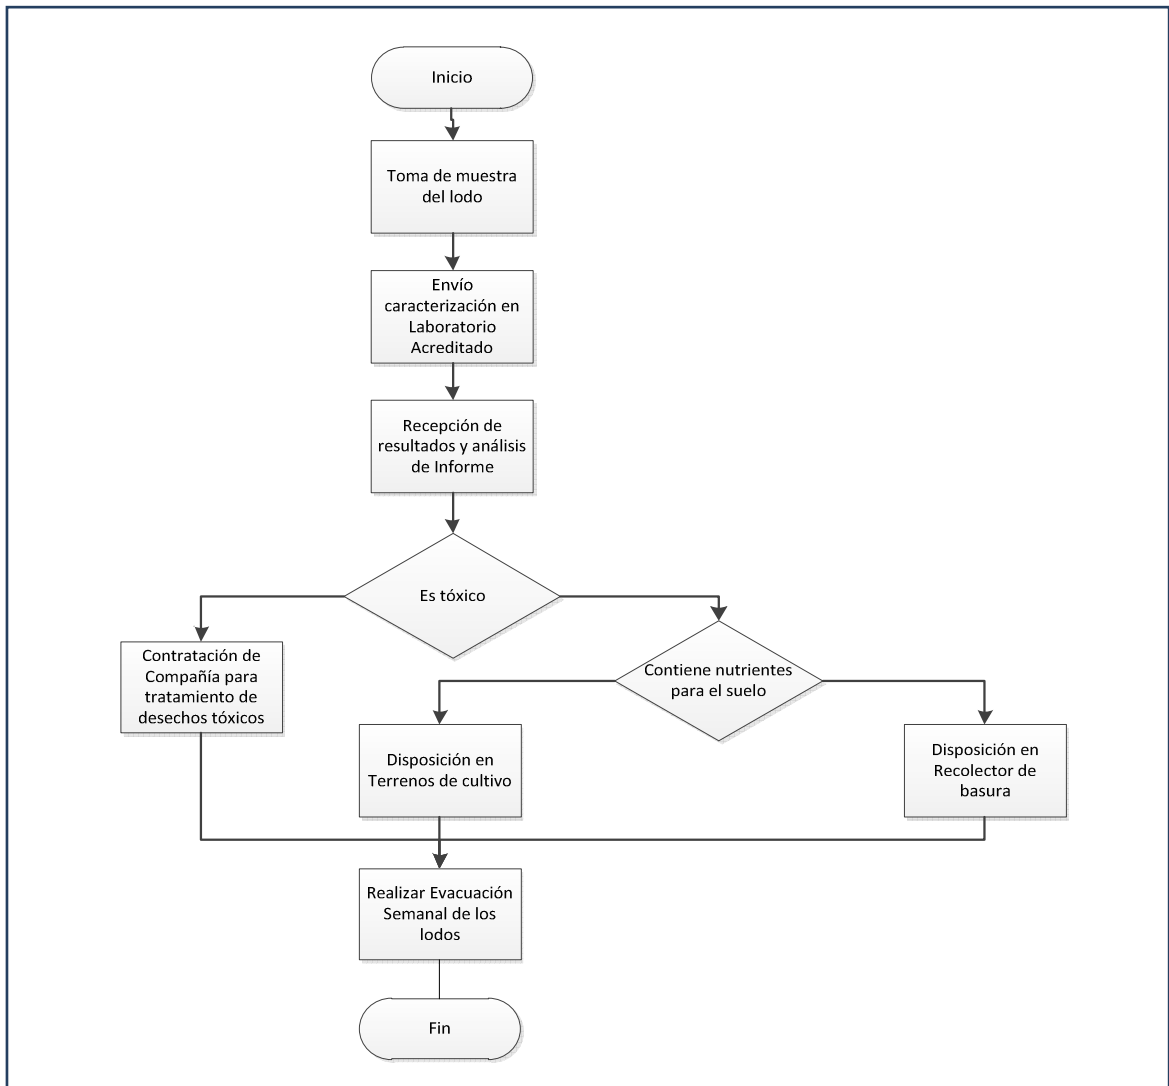 Inicio
Toma de muestra
del lodo
Envío
caracterización en
Laboratorio
Acreditado
Recepción de
resultados y análisis
de Informe
Es tóxico
Contratación de
Compañía para
tratamiento de
desechos tóxicos
Contiene nutrientes
para el suelo
Disposición en
Terrenos de cultivo
Disposición en
Recolector de
basura
Realizar Evacuación
Semanal de los
lodos
Fin